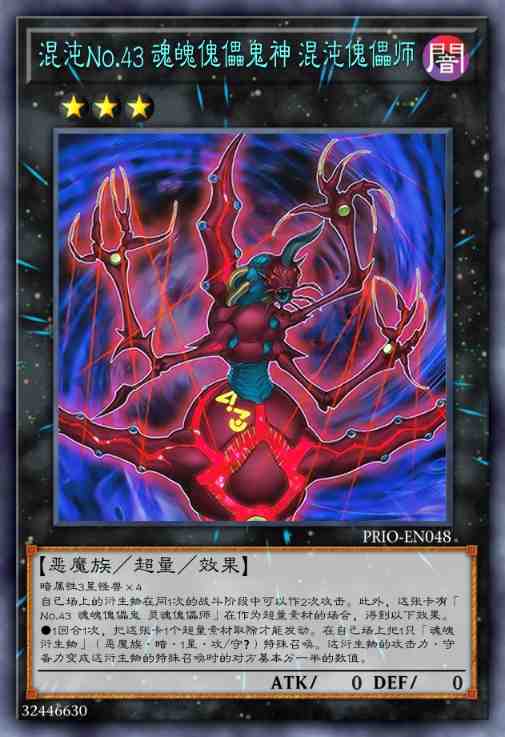 混沌No.43 魂魄傀儡鬼神 混沌傀儡师
闇
43
PRIO-EN048
【恶魔族／超量／效果】
暗属性3星怪兽×4
自己场上的衍生物在同1次的战斗阶段中可以作2次攻击。此外，这张卡有「
No.43 魂魄傀儡鬼 灵魂傀儡师」在作为超量素材的场合，得到以下效果。
●1回合1次，把这张卡1个超量素材取除才能发动。在自己场上把1只「魂魄
衍生物」（恶魔族·暗·1星·攻/守?）特殊召唤。这衍生物的攻击力·守
备力变成这衍生物的特殊召唤时的对方基本分一半的数值。
ATK/ 0 DEF/ 0
32446630